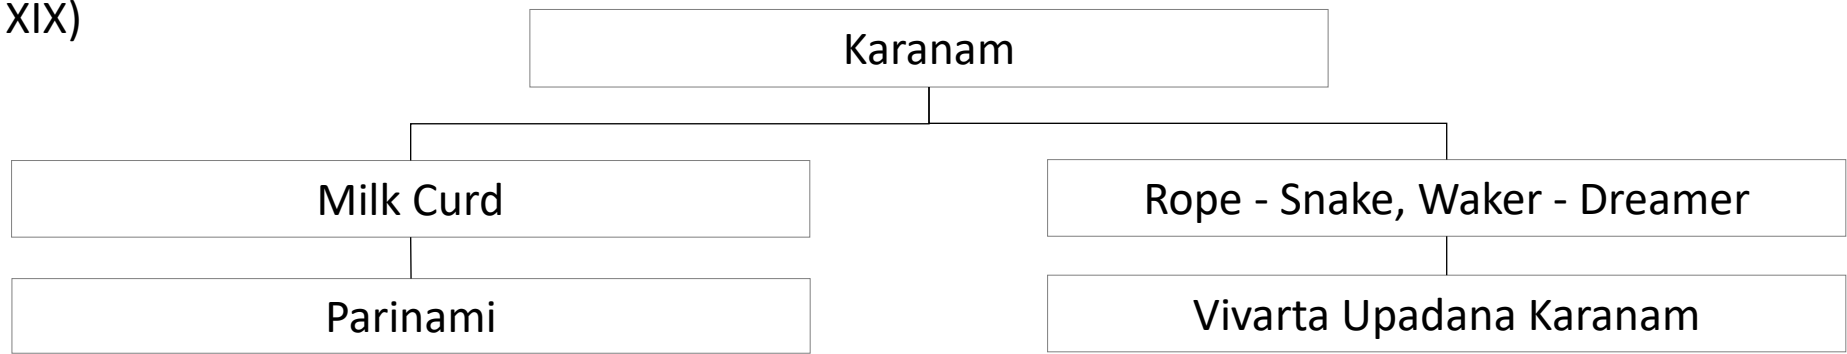 XIX)
Karanam
Milk Curd
Rope - Snake, Waker - Dreamer
Parinami
Vivarta Upadana Karanam